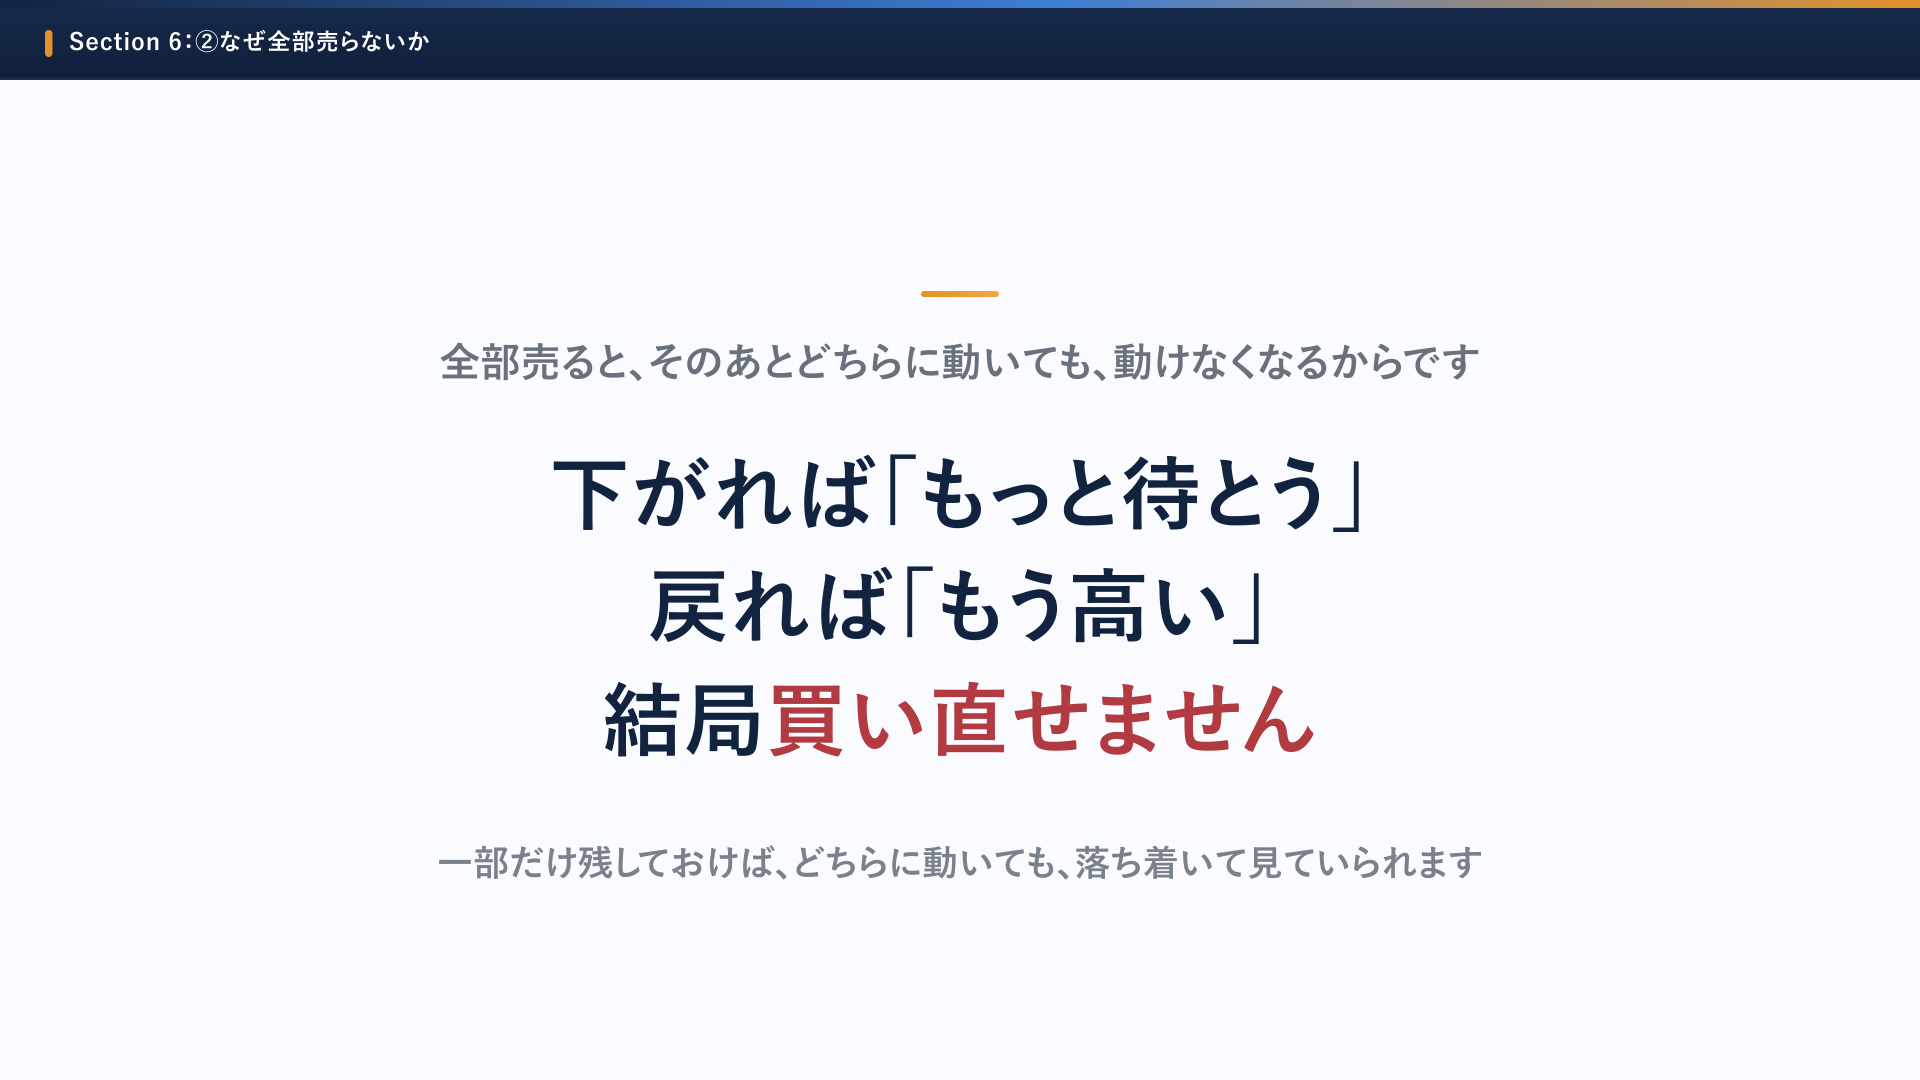 Section 6：②なぜ全部売らないか
全部売ると、そのあとどちらに動いても、動けなくなるからです
下がれば「もっと待とう」
戻れば「もう高い」
結局買い直せません
一部だけ残しておけば、どちらに動いても、落ち着いて見ていられます